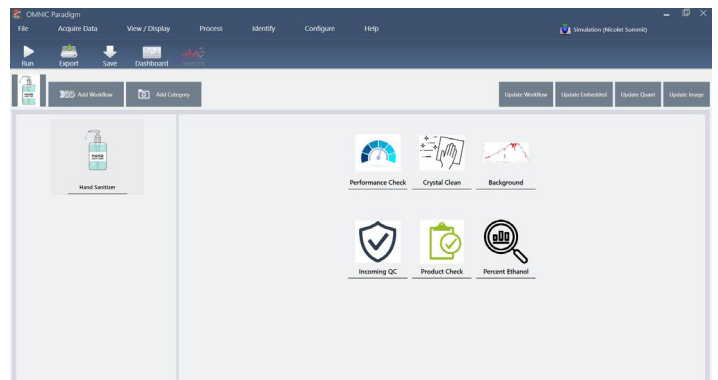 OMNIC Paradigm
File Acquire Data View / Display Process Identify Configure Help Simulation (Nicolet Summit)
Run Export Save Dashboard Spectra
Add Workflow Add Category Update Workflow Update Embedded Update Quant Update Image
HAND
Hand Sanitizer
Performance Check Crystal Clean Background
Incoming QC Product Check Percent Ethanol